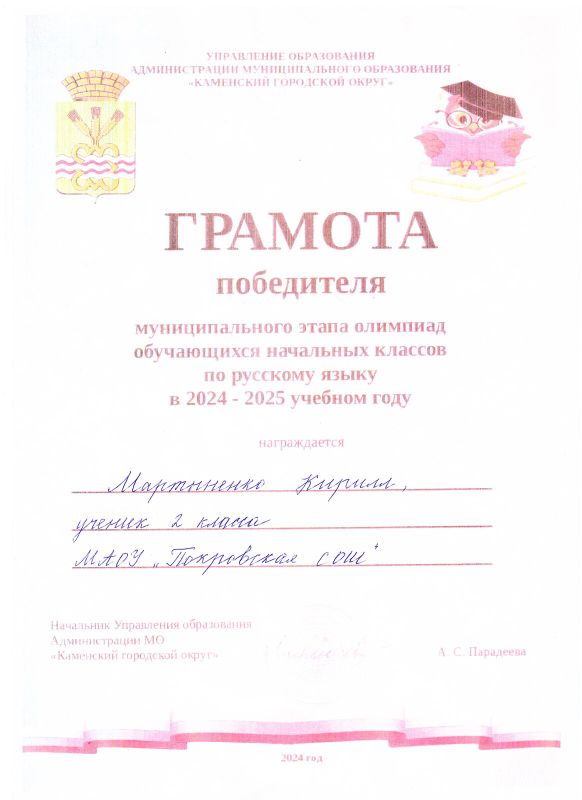 УПРАВЛЕНИЕ ОБРАЗОВАНИЯ
АДМИНИСТРАЦИИ МУНИЦИПАЛЬНОГО ОБРАЗОВАНИЯ
«КАМЕНСКИЙ ГОРОДСКОЙ ОКРУГ»
ГРАМОТА
победителя
муниципального этапа олимпиад
обучающихся начальных классов
по русскому языку
в 2024 - 2025 учебном году
награждается
Мартыненко Кирилл,
ученик 2 класса
МАОУ „Покровская СОШ"
Начальник Управления образования
Администрации МО
«Каменский городской округ»
А. С. Парадеева
2024 год